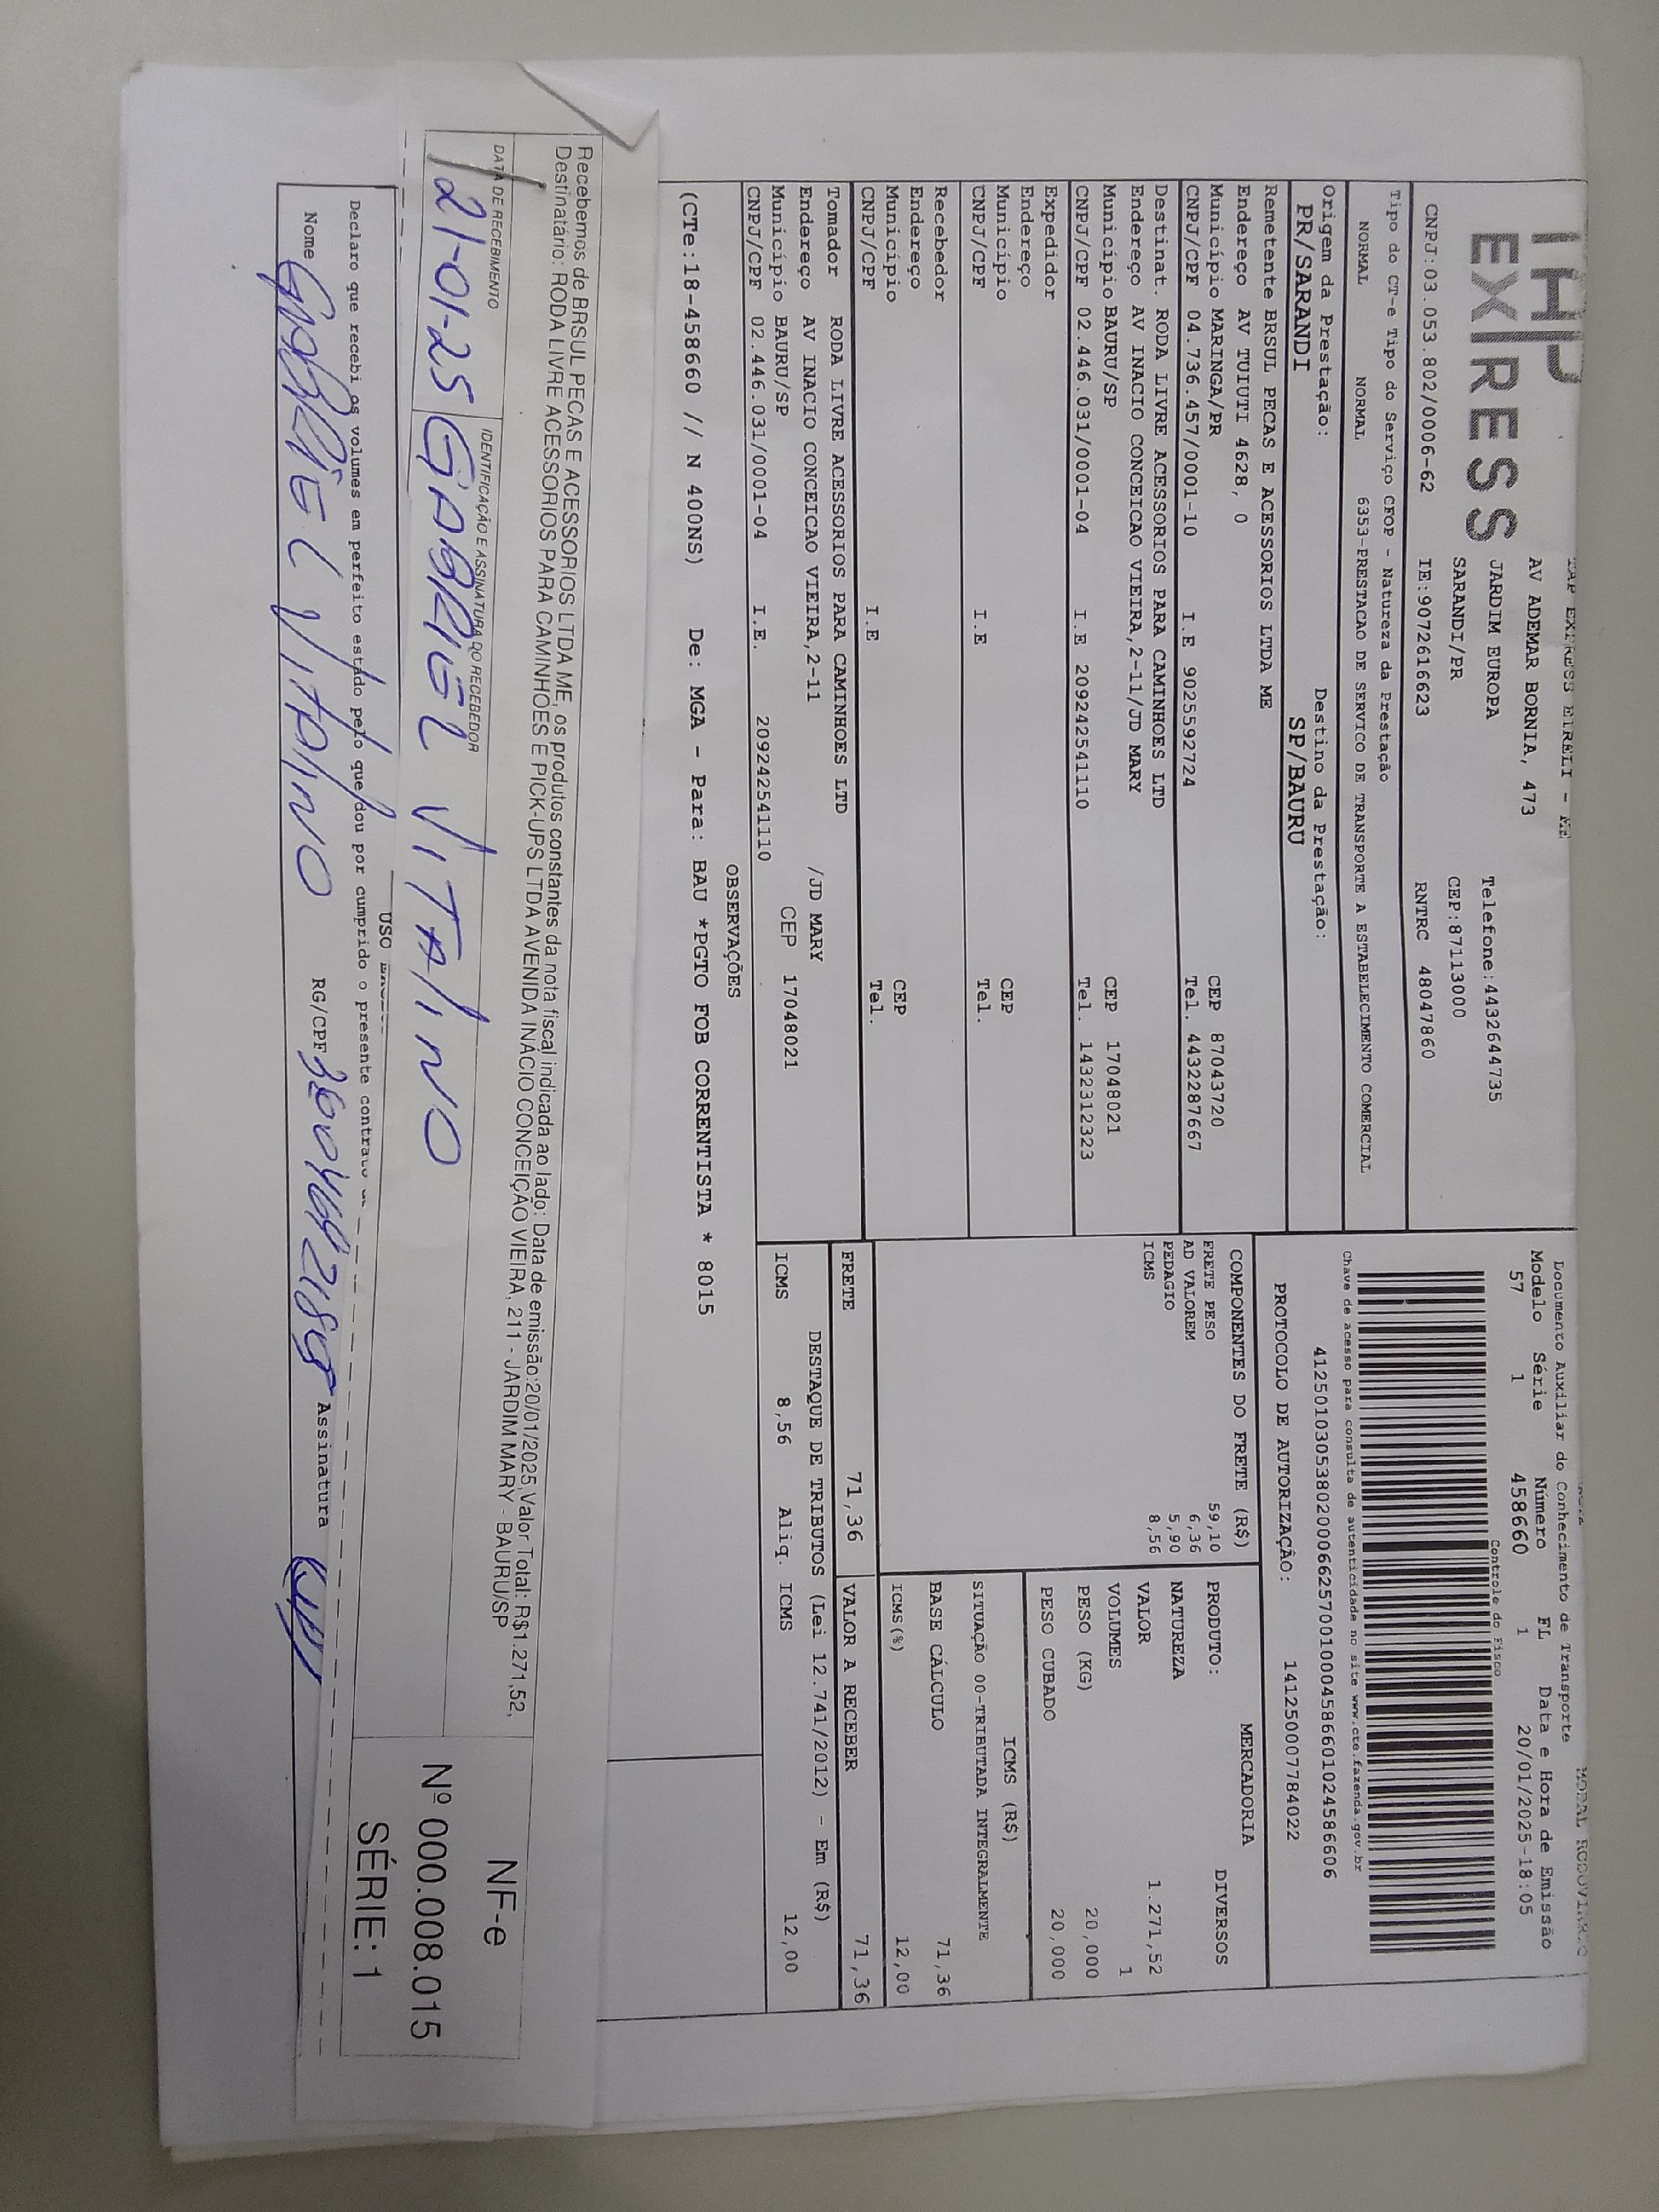 EXPRESS
AV ADEMAR BORNIA, 473
JARDIM EUROPA
Telefone:4432644735
SARANDI/PR
CEP:87113000
CNPJ:03.053.802/0006-62 IE:9072616623 RNTRC 48047860
Documento Auxiliar do Conhecimento de Transporte
Modelo Série Número FL Data e Hora de Emissão
57 1 458660 1 20/01/2025-18:05
Controle do Fisco
Chave de acesso para consulta de autenticidade no site www.cte.fazenda.gov.br
41250103053802000662570010004586601024586606
PROTOCOLO DE AUTORIZAÇÃO: 141250007784022
Tipo do CT-e Tipo do Serviço CFOP - Natureza da Prestação
NORMAL NORMAL 6353-PRESTACAO DE SERVICO DE TRANSPORTE A ESTABELECIMENTO COMERCIAL
Origem da Prestação: Destino da Prestação:
PR/SARANDI SP/BAURU
Remetente BRSUL PECAS E ACESSORIOS LTDA ME
Endereço AV TUIUTI 4628, 0
Município MARINGA/PR CEP 87043720
CNPJ/CPF 04.736.457/0001-10 I.E 9025592724 Tel. 4432287667
Destinat. RODA LIVRE ACESSORIOS PARA CAMINHOES LTD
Endereço AV INACIO CONCEICAO VIEIRA,2-11/JD MARY
Município BAURU/SP CEP 17048021
CNPJ/CPF 02.446.031/0001-04 I.E 209242541110 Tel. 1432312323
Expedidor
Endereço
Município CEP
CNPJ/CPF I.E Tel.
Recebedor
Endereço
Município CEP
CNPJ/CPF I.E Tel.
Tomador RODA LIVRE ACESSORIOS PARA CAMINHOES LTD
Endereço AV INACIO CONCEICAO VIEIRA,2-11 /JD MARY
Município BAURU/SP CEP 17048021
CNPJ/CPF 02.446.031/0001-04 I.E. 209242541110
COMPONENTES DO FRETE (R$)
FRETE PESO 59,10
AD VALOREM 6,36
PEDAGIO 5,90
ICMS 8,56
MERCADORIA
PRODUTO: DIVERSOS
NATUREZA
VALOR 1.271,52
VOLUMES 1
PESO (KG) 20,000
PESO CUBADO 20,000
ICMS (R$)
SITUAÇÃO 00-TRIBUTADA INTEGRALMENTE
BASE CÁLCULO 71,36
ICMS(%) 12,00
FRETE 71,36 VALOR A RECEBER 71,36
DESTAQUE DE TRIBUTOS (Lei 12.741/2012) - Em (R$)
ICMS 8,56 Aliq. ICMS 12,00
OBSERVAÇÕES
(CTe:18-458660 // N 400NS) De: MGA - Para: BAU *PGTO FOB CORRENTISTA * 8015
Recebemos de BRSUL PECAS E ACESSORIOS LTDA ME, os produtos constantes da nota fiscal indicada ao lado: Data de emissão:20/01/2025,Valor Total: R$1.271,52,
Destinatário: RODA LIVRE ACESSORIOS PARA CAMINHOES E PICK-UPS LTDA AVENIDA INÁCIO CONCEIÇÃO VIEIRA, 211 - JARDIM MARY - BAURU/SP
DATA DE RECEBIMENTO IDENTIFICAÇÃO E ASSINATURA DO RECEBEDOR
21-01-25 GABRIEL VITALINO
NF-e
Nº 000.008.015
SÉRIE: 1
USO
Declaro que recebi os volumes em perfeito estado pelo que dou por cumprido o presente contrato
Nome GABRIEL VITALINO RG/CPF Assinatura